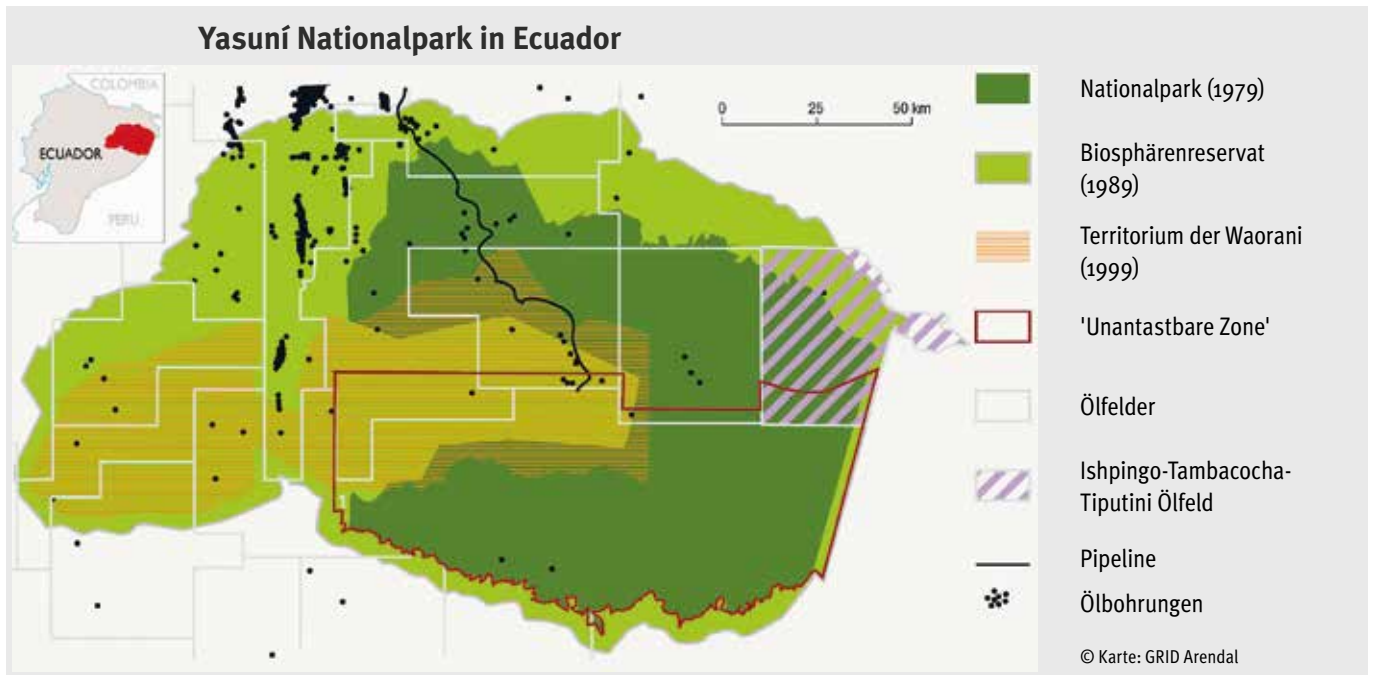 Yasuní Nationalpark in Ecuador
COLOMBIA
ECUADOR
PERU
0 25 50 km
Nationalpark (1979)
Biosphärenreservat
(1989)
Territorium der Waorani
(1999)
'Unantastbare Zone'
Ölfelder
Ishpingo-Tambacocha-
Tiputini Ölfeld
Pipeline
Ölbohrungen
© Karte: GRID Arendal